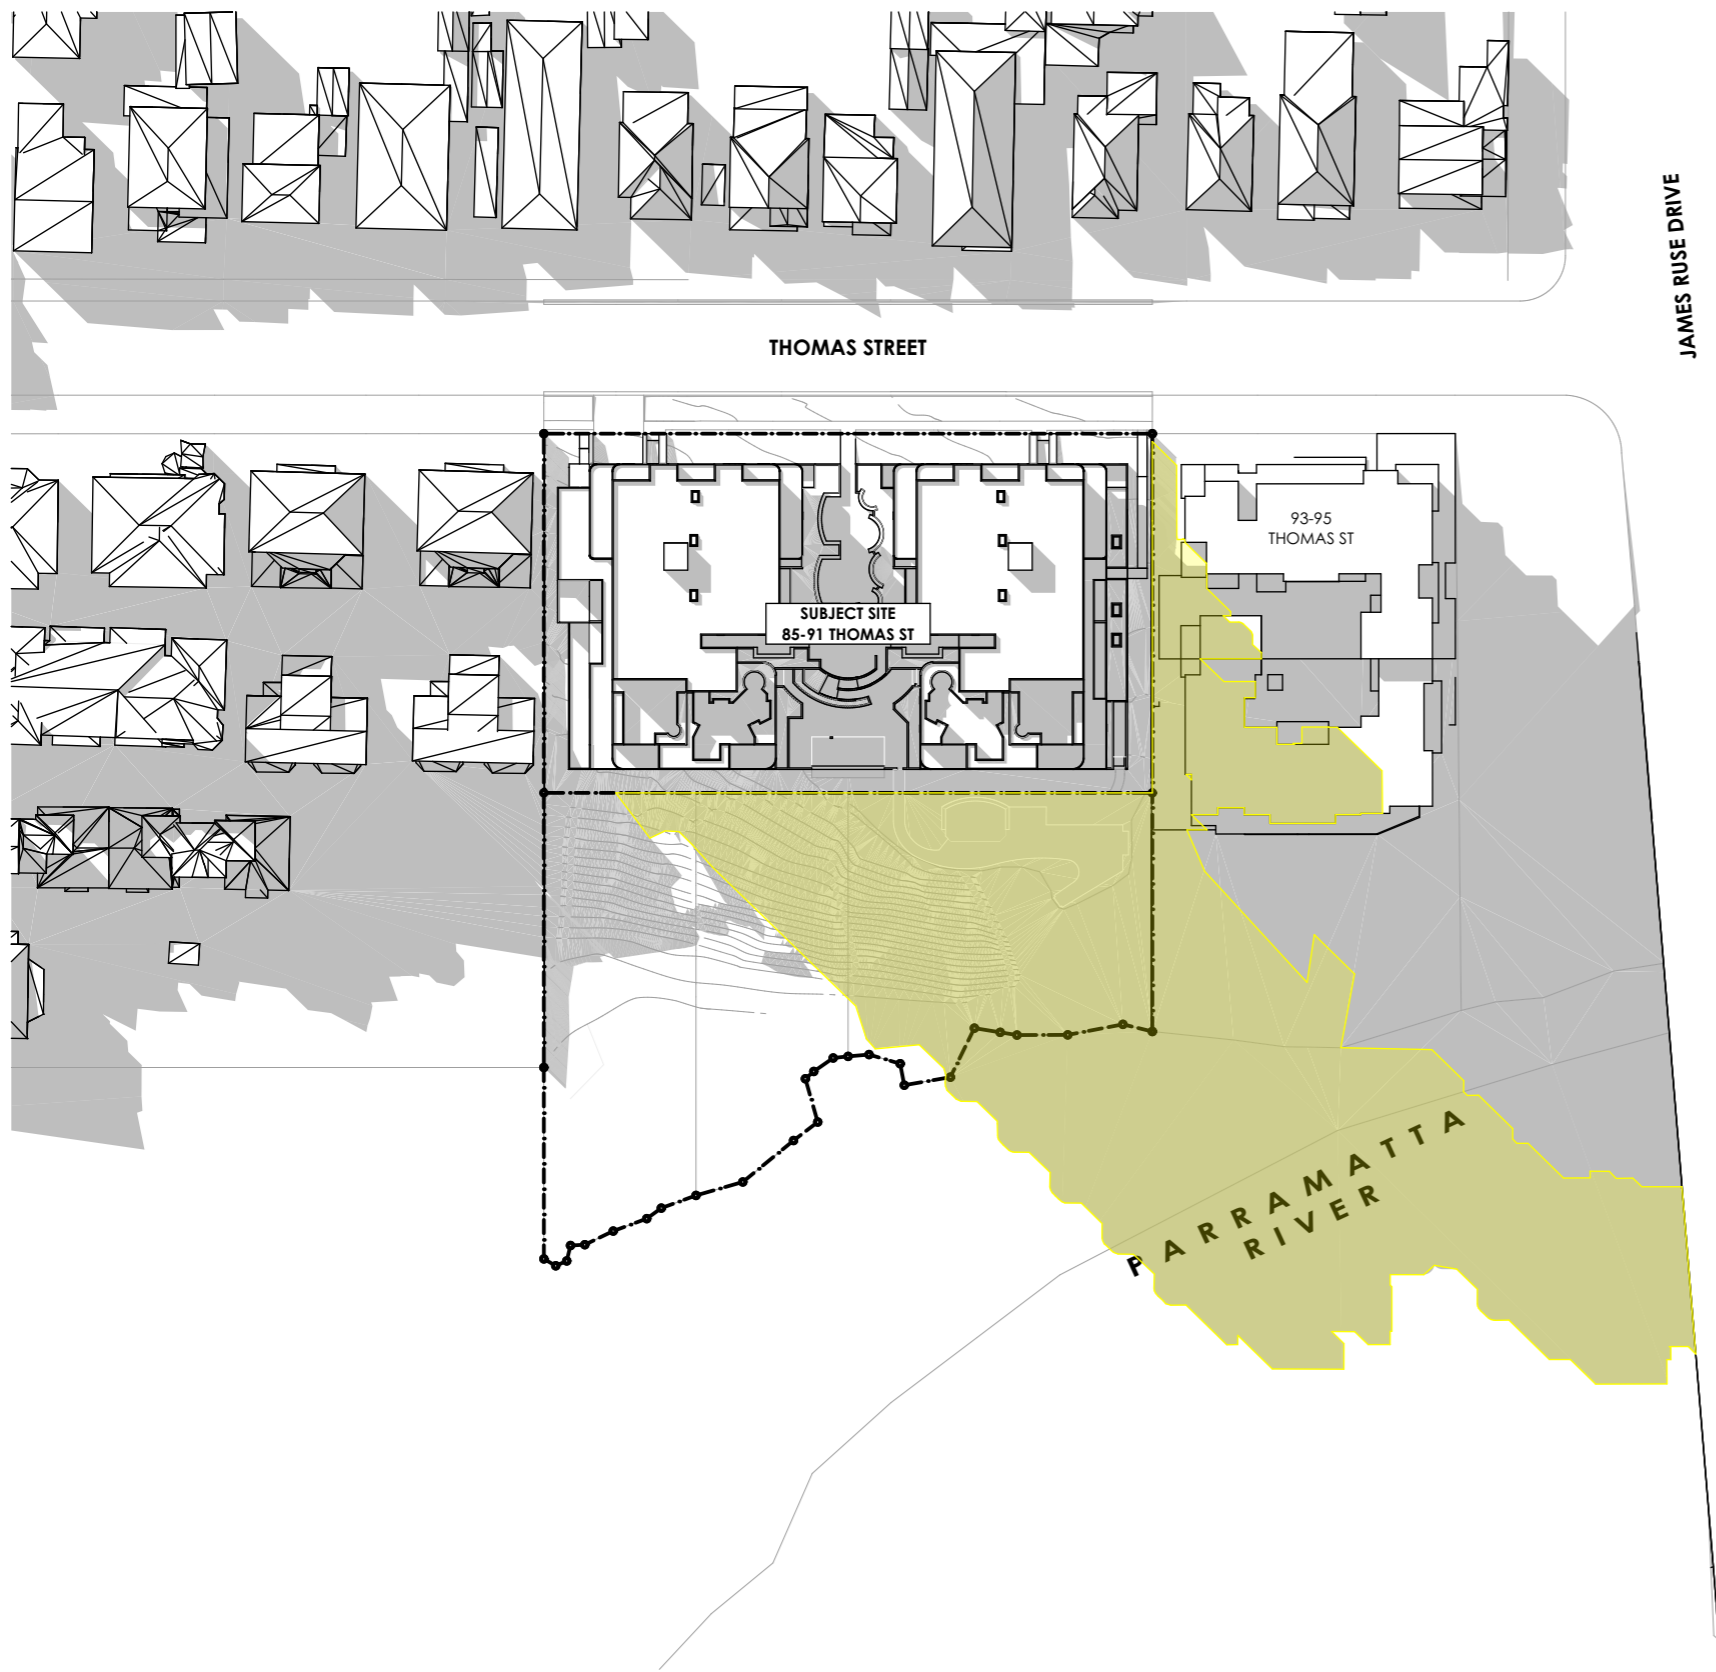 JAMES RUSE DRIVE
THOMAS STREET
93-95
THOMAS ST
SUBJECT SITE
85-91 THOMAS ST
PARRAMATTA
RIVER